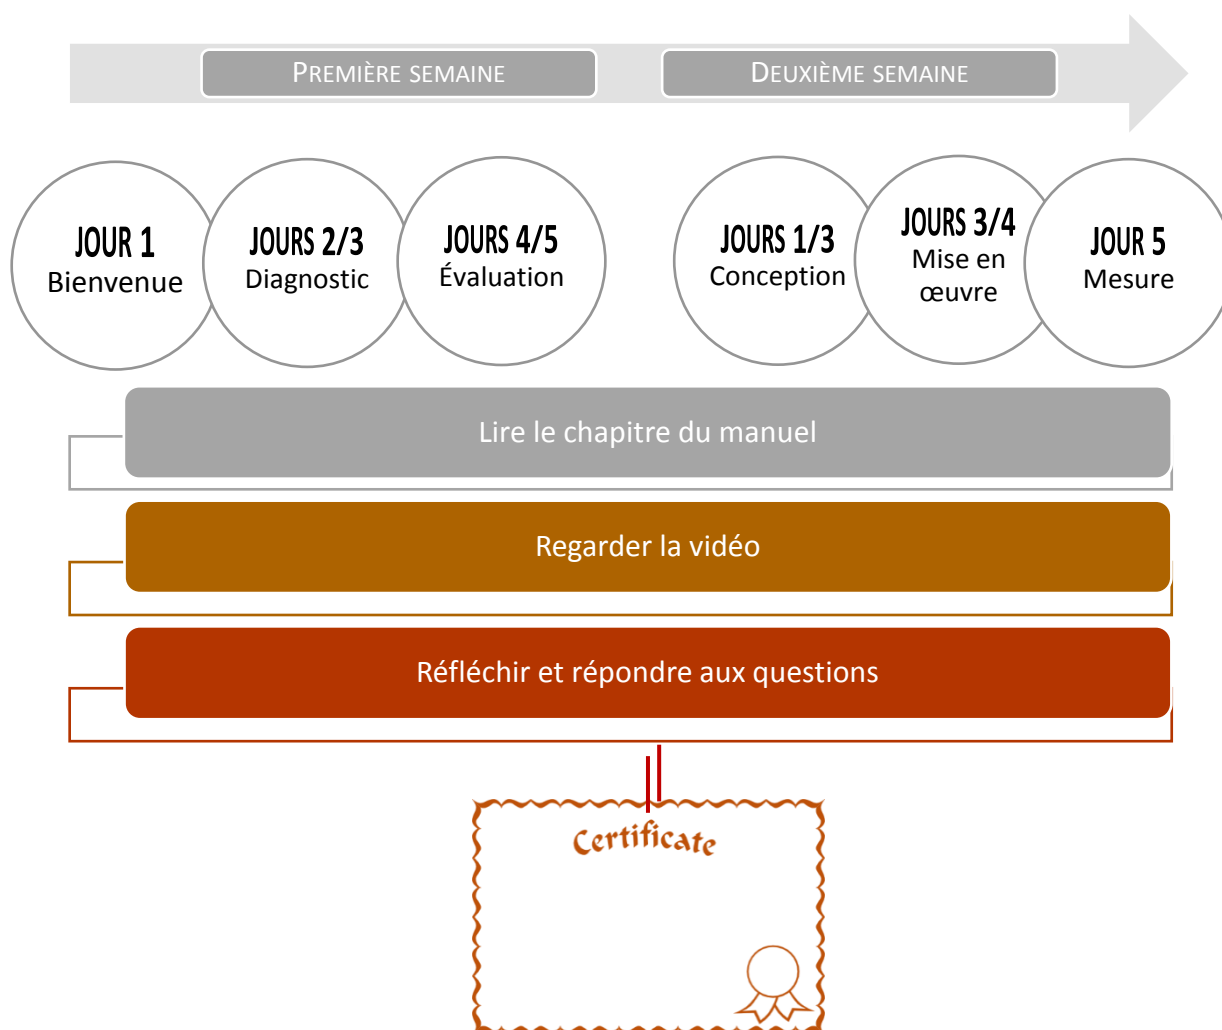 PREMIÈRE SEMAINE
DEUXIÈME SEMAINE
JOUR 1
Bienvenue
JOURS 2/3
Diagnostic
JOURS 4/5
Évaluation
JOURS 1/3
Conception
JOURS 3/4
Mise en
œuvre
JOUR 5
Mesure
Lire le chapitre du manuel
Regarder la vidéo
Réfléchir et répondre aux questions
Certificate